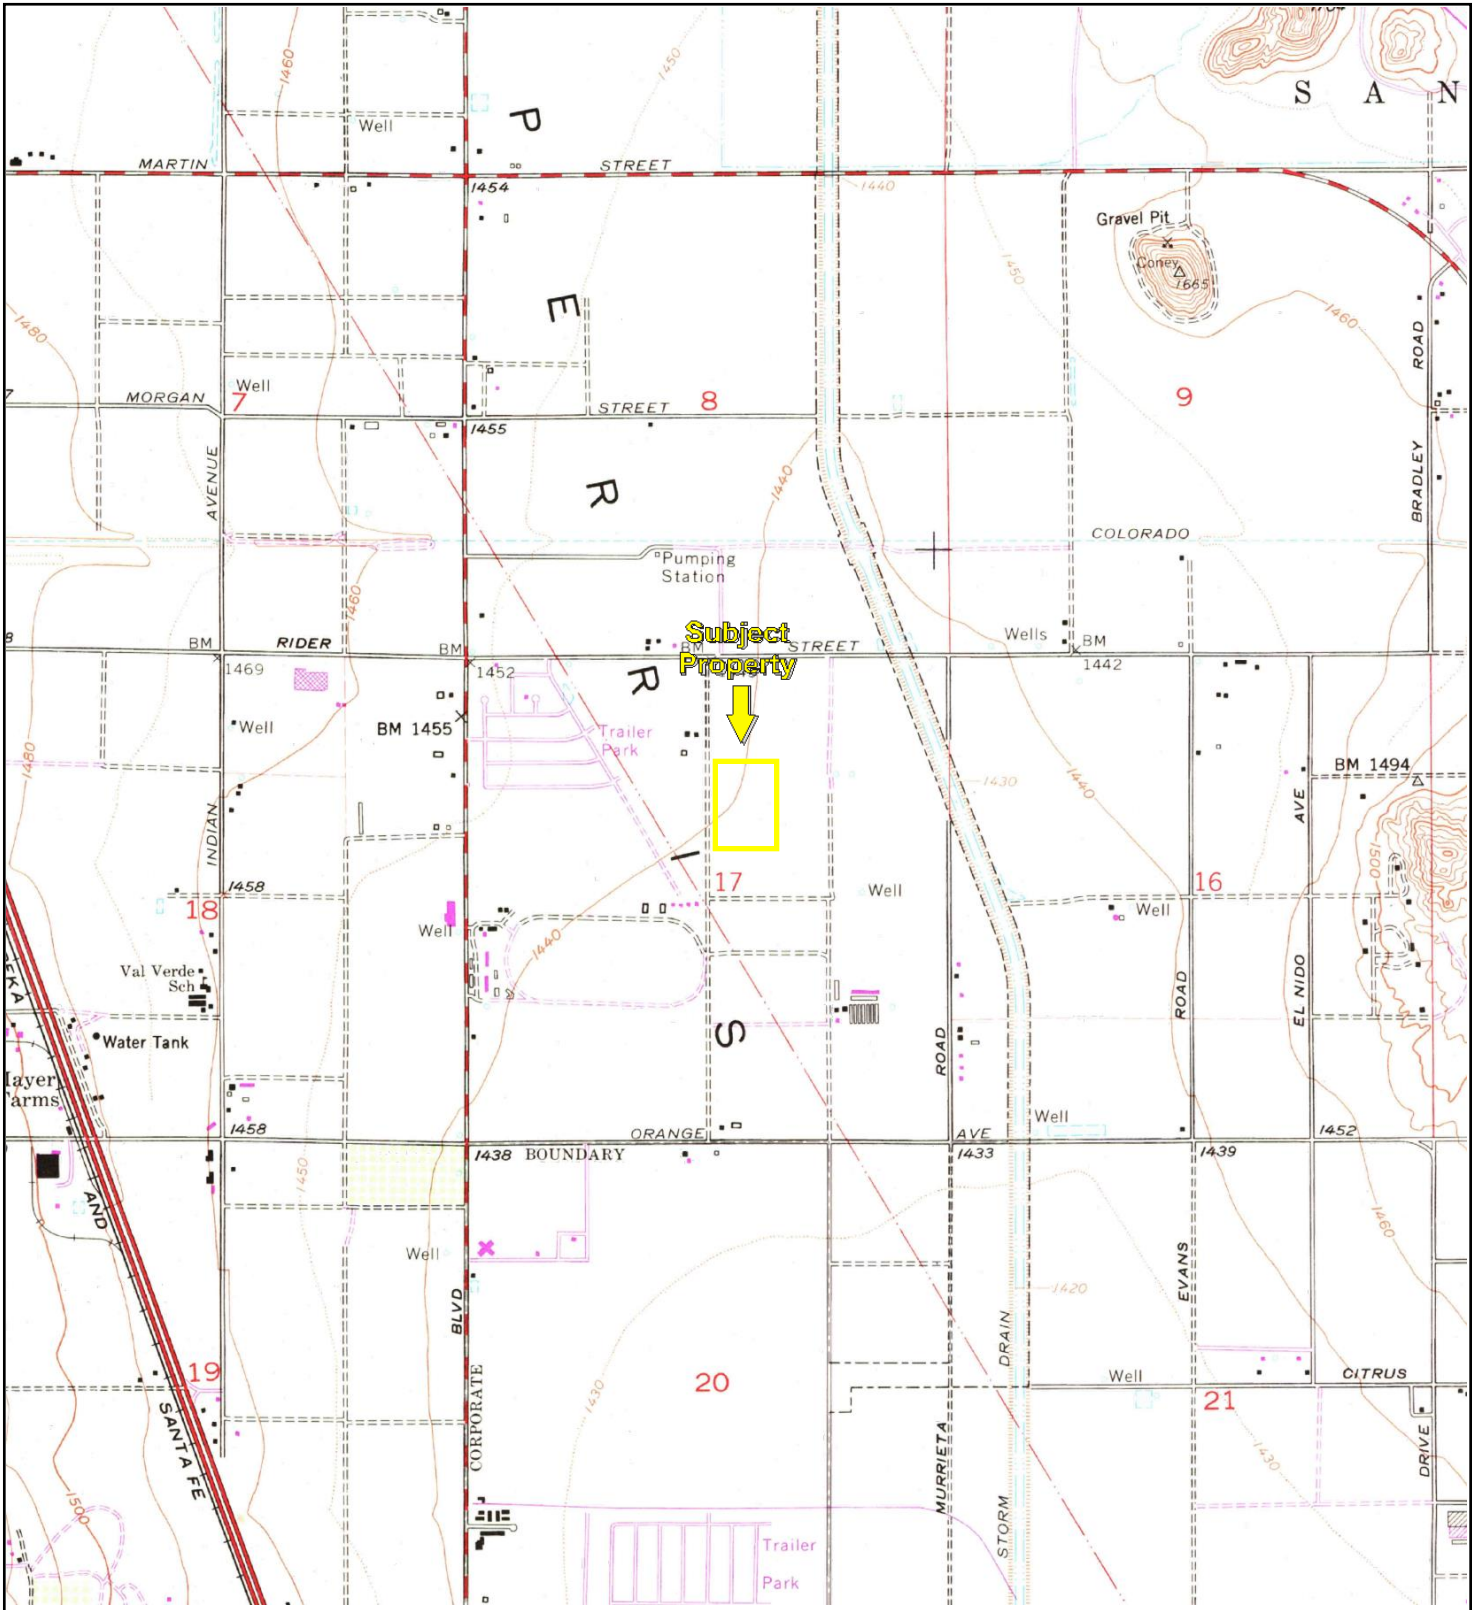 1460
1450
S A N
Well
P
MARTIN
STREET
1454
1440
Gravel Pit
Coney
1665
1450
E
1480
1460
ROAD
Well
MORGAN
7
STREET
8
9
1455
AVENUE
1440
BRADLEY
R
COLORADO
Pumping
Station
1460
Subject
Property
BM
RIDER
BM
BM
STREET
Wells
BM
1469
1452
1442
R
Well
BM 1455
Trailer
Park
1480
1430
1440
BM 1494
AVE
INDIAN
I
1500
1458
17
Well
16
18
Well
1440
Well
Val Verde
Sch
EKA
ROAD
EL NIDO
S
Water Tank
ROAD
Well
1458
ORANGE
AVE
1452
1438
BOUNDARY
1433
1439
AND
1450
1460
Well
EVANS
BLVD
1420
DRAIN
19
20
Well
CITRUS
21
SANTA FE
CORPORATE
1430
MURRIETA
1430
DRIVE
1500
STORM
Trailer
Park